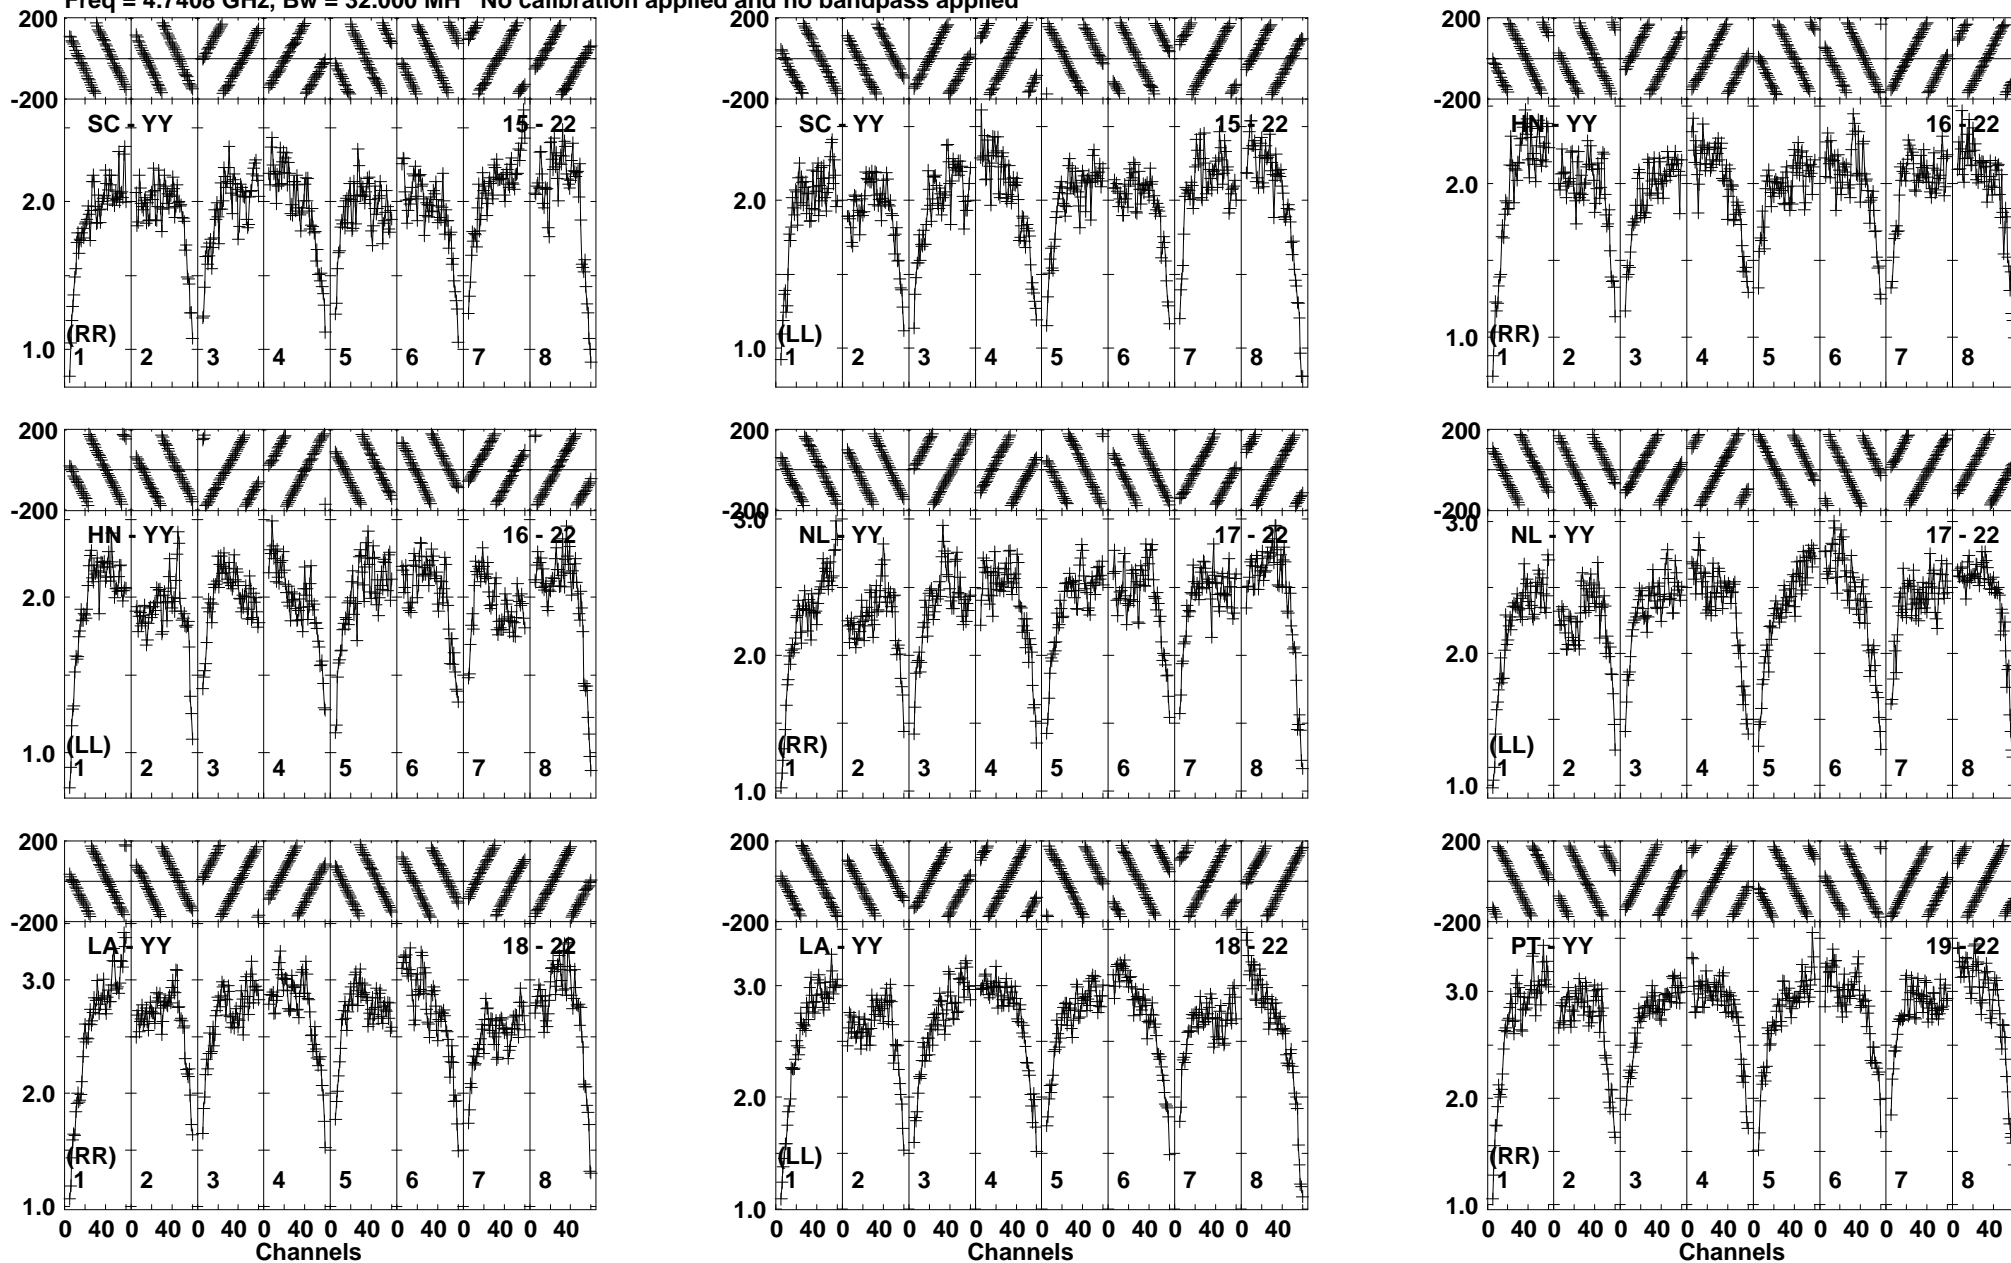 Freq = 4.7408 GHz, Bw = 32.000 MH No calibration applied and no bandpass applied
200 200 200
-200 -200 -200
SC - YY 15 - 22 SC - YY 15 - 22 HN - YY 16 - 22
2.0 2.0 2.0
(RR) (LL) (RR)
1.0 1.0 1.0
1 2 3 4 5 6 7 8 1 2 3 4 5 6 7 8 1 2 3 4 5 6 7 8
200 200 200
-200 -200 -200
3.0 3.0
HN - YY 16 - 22 NL - YY 17 - 22 NL - YY 17 - 22
2.0 2.0 2.0
(LL) (RR) (LL)
1.0 1.0 1.0
1 2 3 4 5 6 7 8 1 2 3 4 5 6 7 8 1 2 3 4 5 6 7 8
200 200 200
-200 -200 -200
LA - YY 18 - 22 LA - YY 18 - 22 PT - YY 19 - 22
3.0 3.0 3.0
2.0 2.0 2.0
(RR) (LL) (RR)
1 2 3 4 5 6 7 8 1 2 3 4 5 6 7 8 1 2 3 4 5 6 7 8
1.0 1.0 1.0
0 40 0 40 0 40 0 40 0 40 0 40 0 40 0 40 0 40 0 40 0 40 0 40 0 40 0 40 0 40 0 40 0 40 0 40 0 40 0 40 0 40 0 40 0 40 0 40
Channels Channels Channels